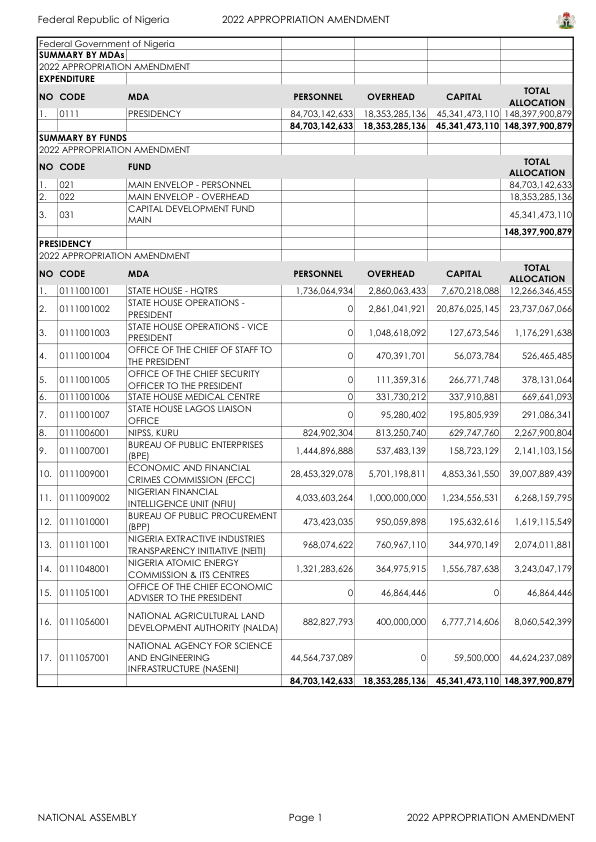 Federal Republic of Nigeria 2022 APPROPRIATION AMENDMENT
Federal Government of Nigeria
SUMMARY BY MDAs
2022 APPROPRIATION AMENDMENT
EXPENDITURE
NO CODE MDA PERSONNEL OVERHEAD CAPITAL TOTAL ALLOCATION
1. 0111 PRESIDENCY 84,703,142,633 18,353,285,136 45,341,473,110 148,397,900,879
84,703,142,633 18,353,285,136 45,341,473,110 148,397,900,879
SUMMARY BY FUNDS
2022 APPROPRIATION AMENDMENT
NO CODE FUND TOTAL ALLOCATION
1. 021 MAIN ENVELOP - PERSONNEL 84,703,142,633
2. 022 MAIN ENVELOP - OVERHEAD 18,353,285,136
3. 031 CAPITAL DEVELOPMENT FUND MAIN 45,341,473,110
148,397,900,879
PRESIDENCY
2022 APPROPRIATION AMENDMENT
NO CODE MDA PERSONNEL OVERHEAD CAPITAL TOTAL ALLOCATION
1. 0111001001 STATE HOUSE - HQTRS 1,736,064,934 2,860,063,433 7,670,218,088 12,266,346,455
2. 0111001002 STATE HOUSE OPERATIONS - PRESIDENT 0 2,861,041,921 20,876,025,145 23,737,067,066
3. 0111001003 STATE HOUSE OPERATIONS - VICE PRESIDENT 0 1,048,618,092 127,673,546 1,176,291,638
4. 0111001004 OFFICE OF THE CHIEF OF STAFF TO THE PRESIDENT 0 470,391,701 56,073,784 526,465,485
5. 0111001005 OFFICE OF THE CHIEF SECURITY OFFICER TO THE PRESIDENT 0 111,359,316 266,771,748 378,131,064
6. 0111001006 STATE HOUSE MEDICAL CENTRE 0 331,730,212 337,910,881 669,641,093
7. 0111001007 STATE HOUSE LAGOS LIAISON OFFICE 0 95,280,402 195,805,939 291,086,341
8. 0111006001 NIPSS, KURU 824,902,304 813,250,740 629,747,760 2,267,900,804
9. 0111007001 BUREAU OF PUBLIC ENTERPRISES (BPE) 1,444,896,888 537,483,139 158,723,129 2,141,103,156
10. 0111009001 ECONOMIC AND FINANCIAL CRIMES COMMISSION (EFCC) 28,453,329,078 5,701,198,811 4,853,361,550 39,007,889,439
11. 0111009002 NIGERIAN FINANCIAL INTELLIGENCE UNIT (NFIU) 4,033,603,264 1,000,000,000 1,234,556,531 6,268,159,795
12. 0111010001 BUREAU OF PUBLIC PROCUREMENT (BPP) 473,423,035 950,059,898 195,632,616 1,619,115,549
13. 0111011001 NIGERIA EXTRACTIVE INDUSTRIES TRANSPARENCY INITIATIVE (NEITI) 968,074,622 760,967,110 344,970,149 2,074,011,881
14. 0111048001 NIGERIA ATOMIC ENERGY COMMISSION & ITS CENTRES 1,321,283,626 364,975,915 1,556,787,638 3,243,047,179
15. 0111051001 OFFICE OF THE CHIEF ECONOMIC ADVISER TO THE PRESIDENT 0 46,864,446 0 46,864,446
16. 0111056001 NATIONAL AGRICULTURAL LAND DEVELOPMENT AUTHORITY (NALDA) 882,827,793 400,000,000 6,777,714,606 8,060,542,399
17. 0111057001 NATIONAL AGENCY FOR SCIENCE AND ENGINEERING INFRASTRUCTURE (NASENI) 44,564,737,089 0 59,500,000 44,624,237,089
84,703,142,633 18,353,285,136 45,341,473,110 148,397,900,879
NATIONAL ASSEMBLY Page 1 2022 APPROPRIATION AMENDMENT